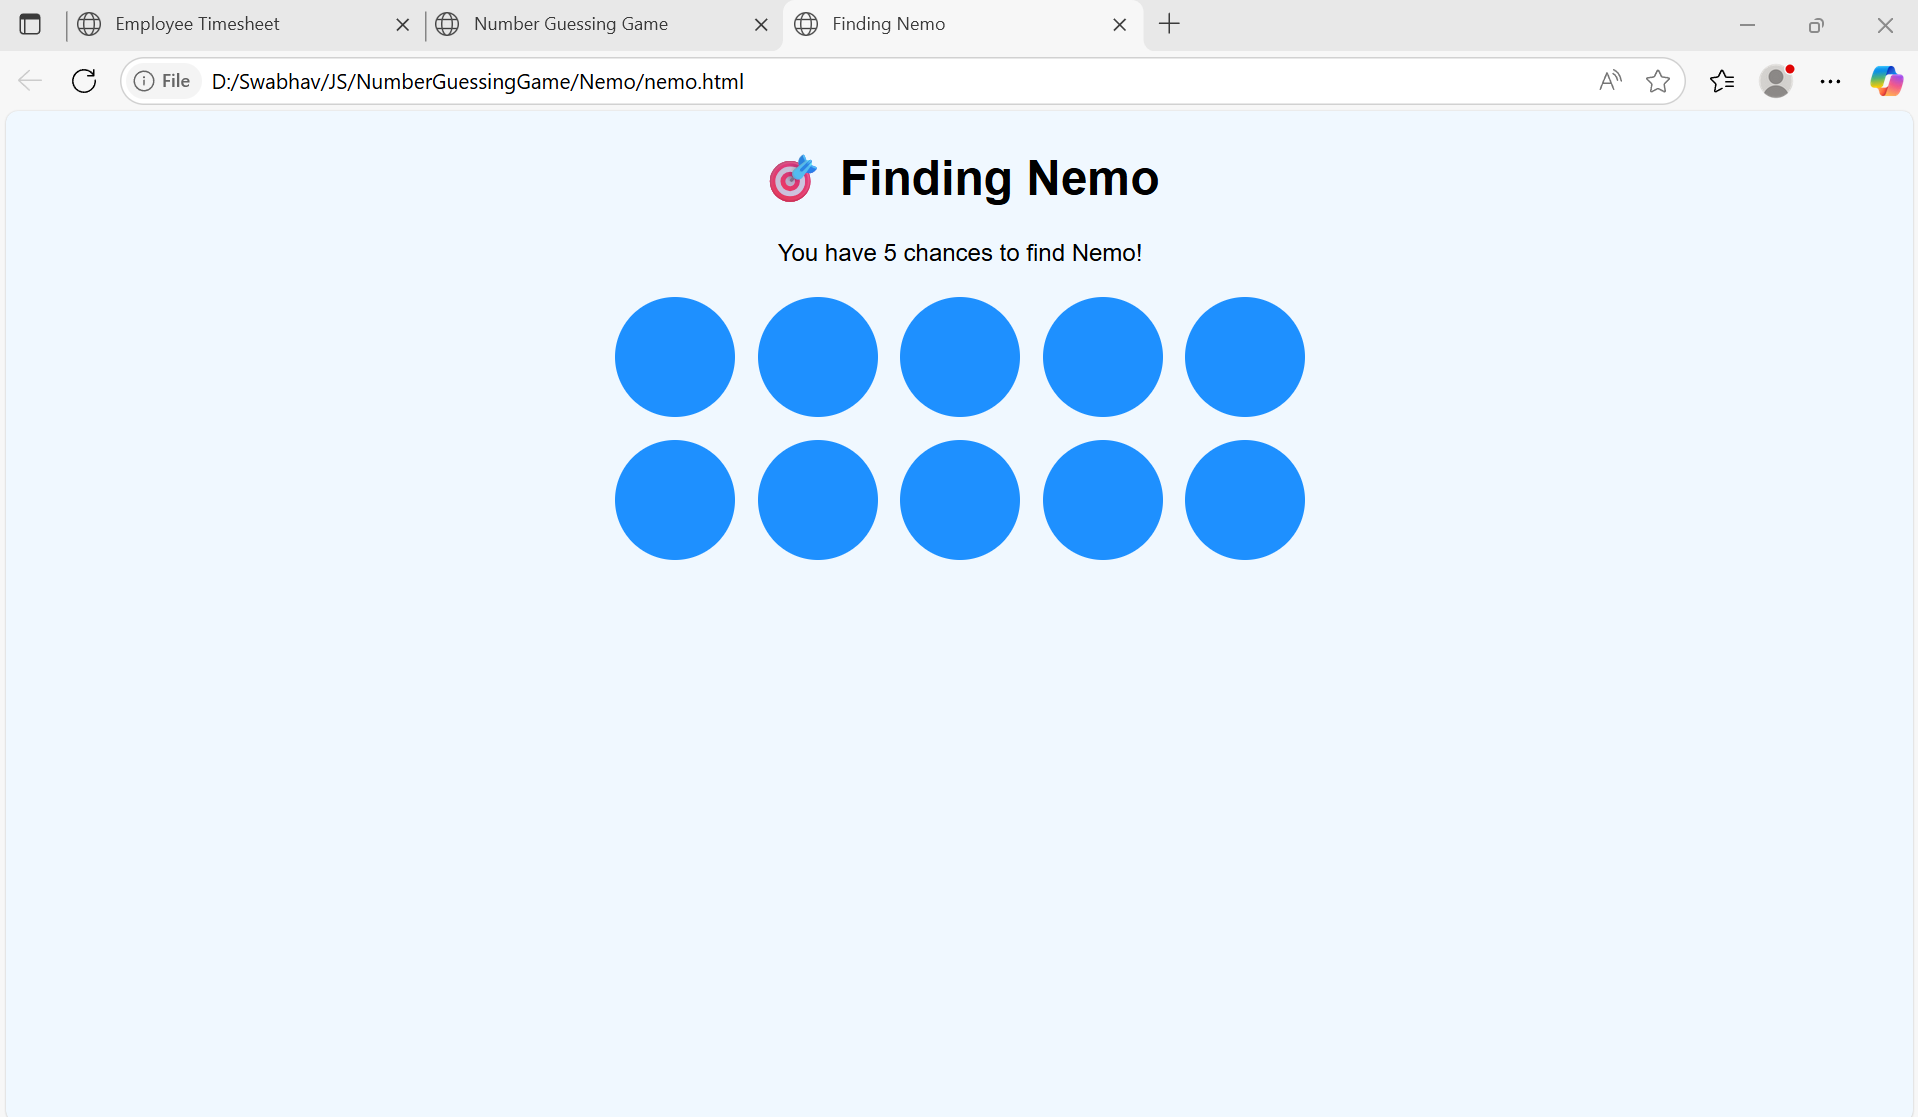 Employee Timesheet
Number Guessing Game
Finding Nemo
File D:/Swabhav/JS/NumberGuessingGame/Nemo/nemo.html
Finding Nemo
You have 5 chances to find Nemo!